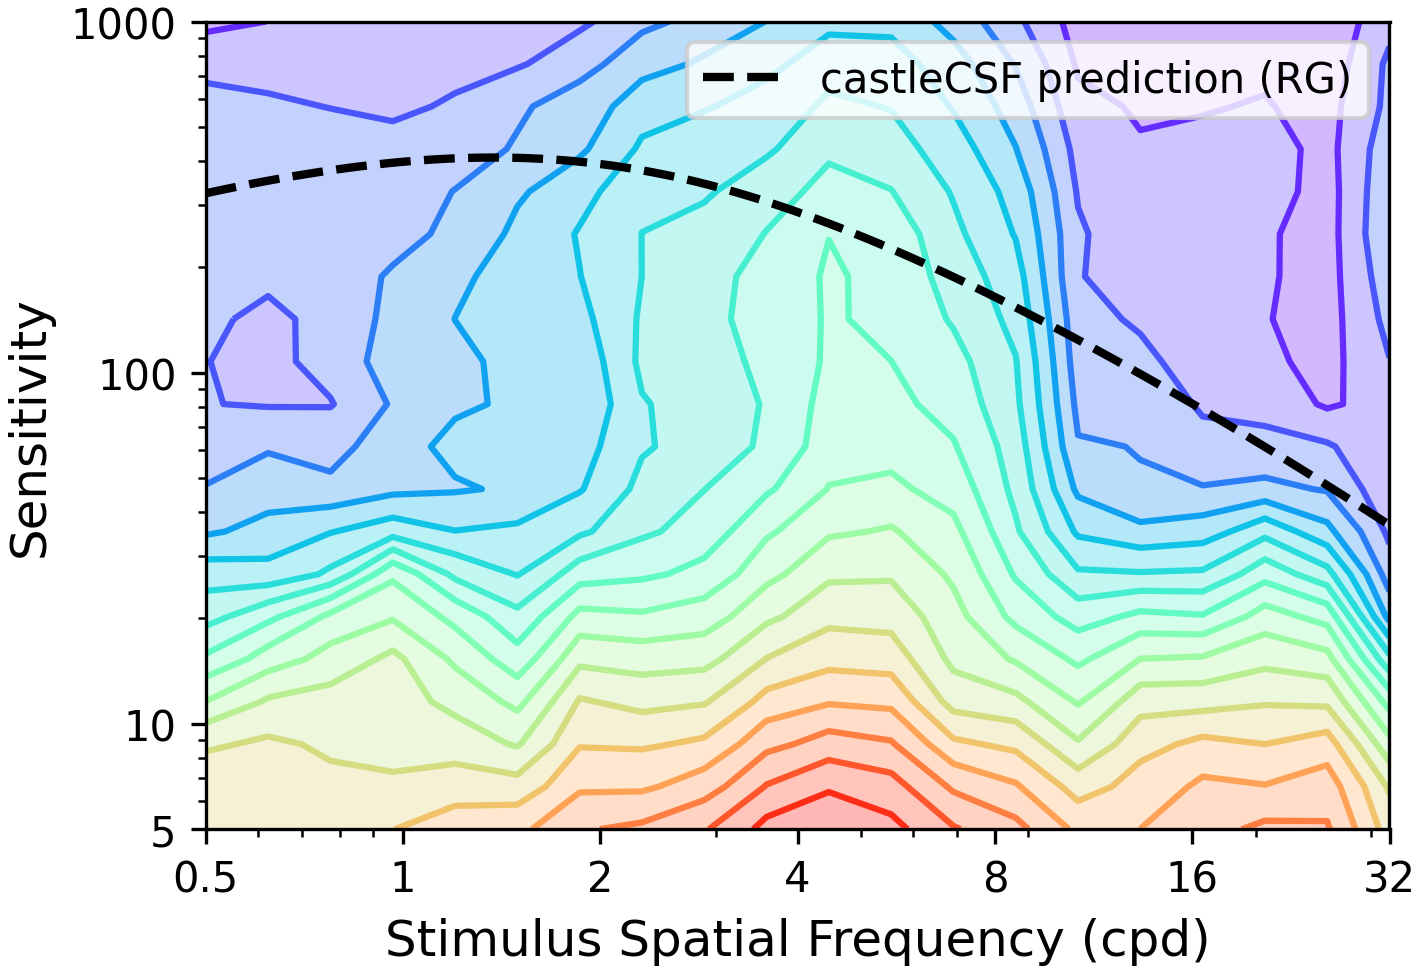 1000
castleCSF prediction (RG)
Sensitivity
100
10
5
0.5 1 2 4 8 16 32
Stimulus Spatial Frequency (cpd)